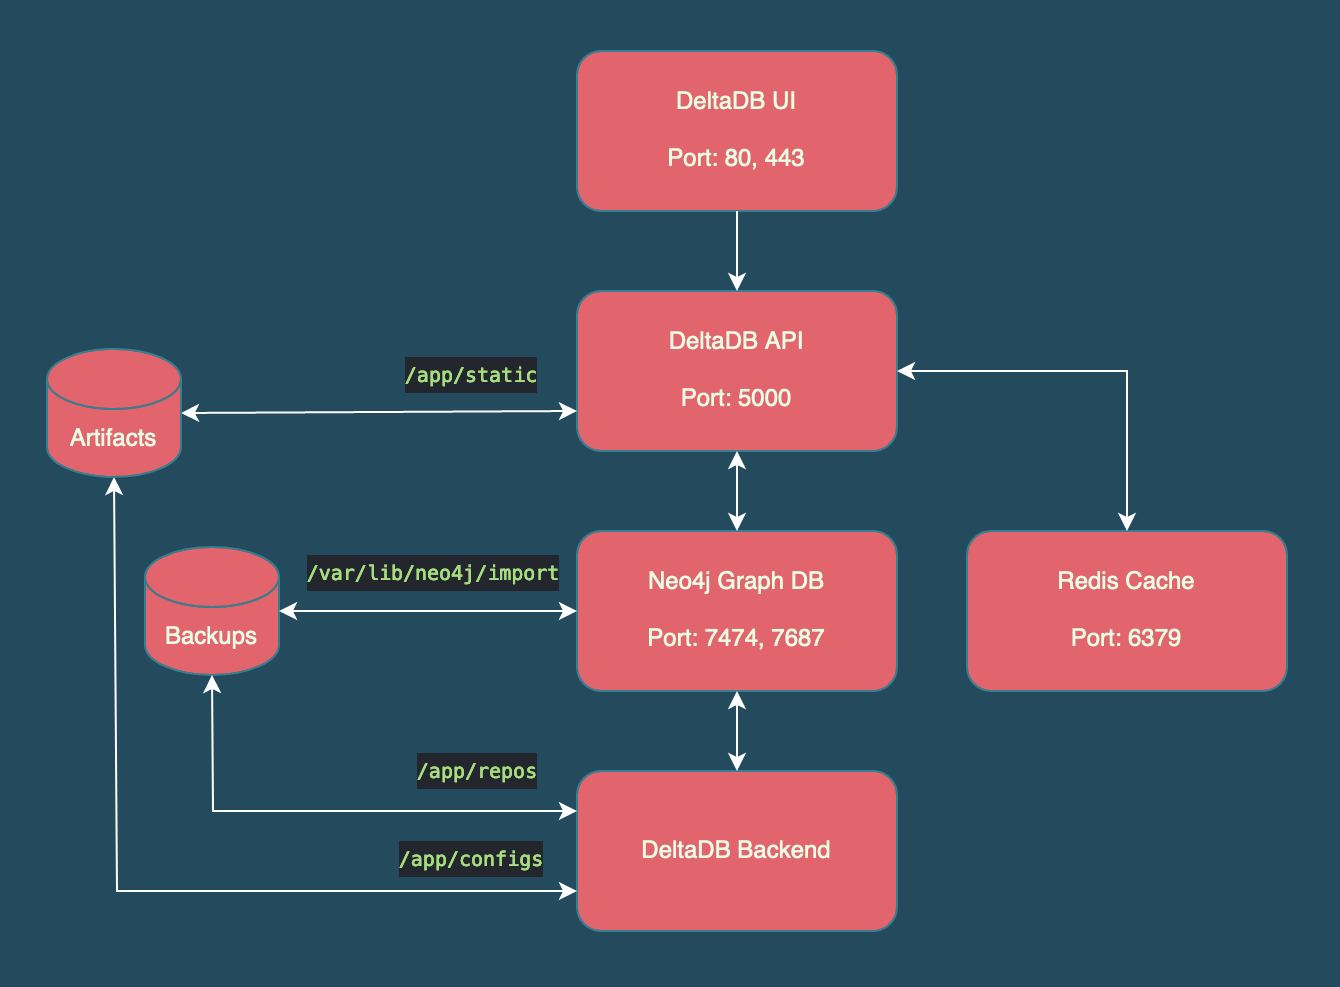 DeltaDB UI
Port: 80, 443
DeltaDB API
Port: 5000
/app/static
Artifacts
Neo4j Graph DB
Port: 7474, 7687
Redis Cache
Port: 6379
/var/lib/neo4j/import
Backups
/app/repos
DeltaDB Backend
/app/configs